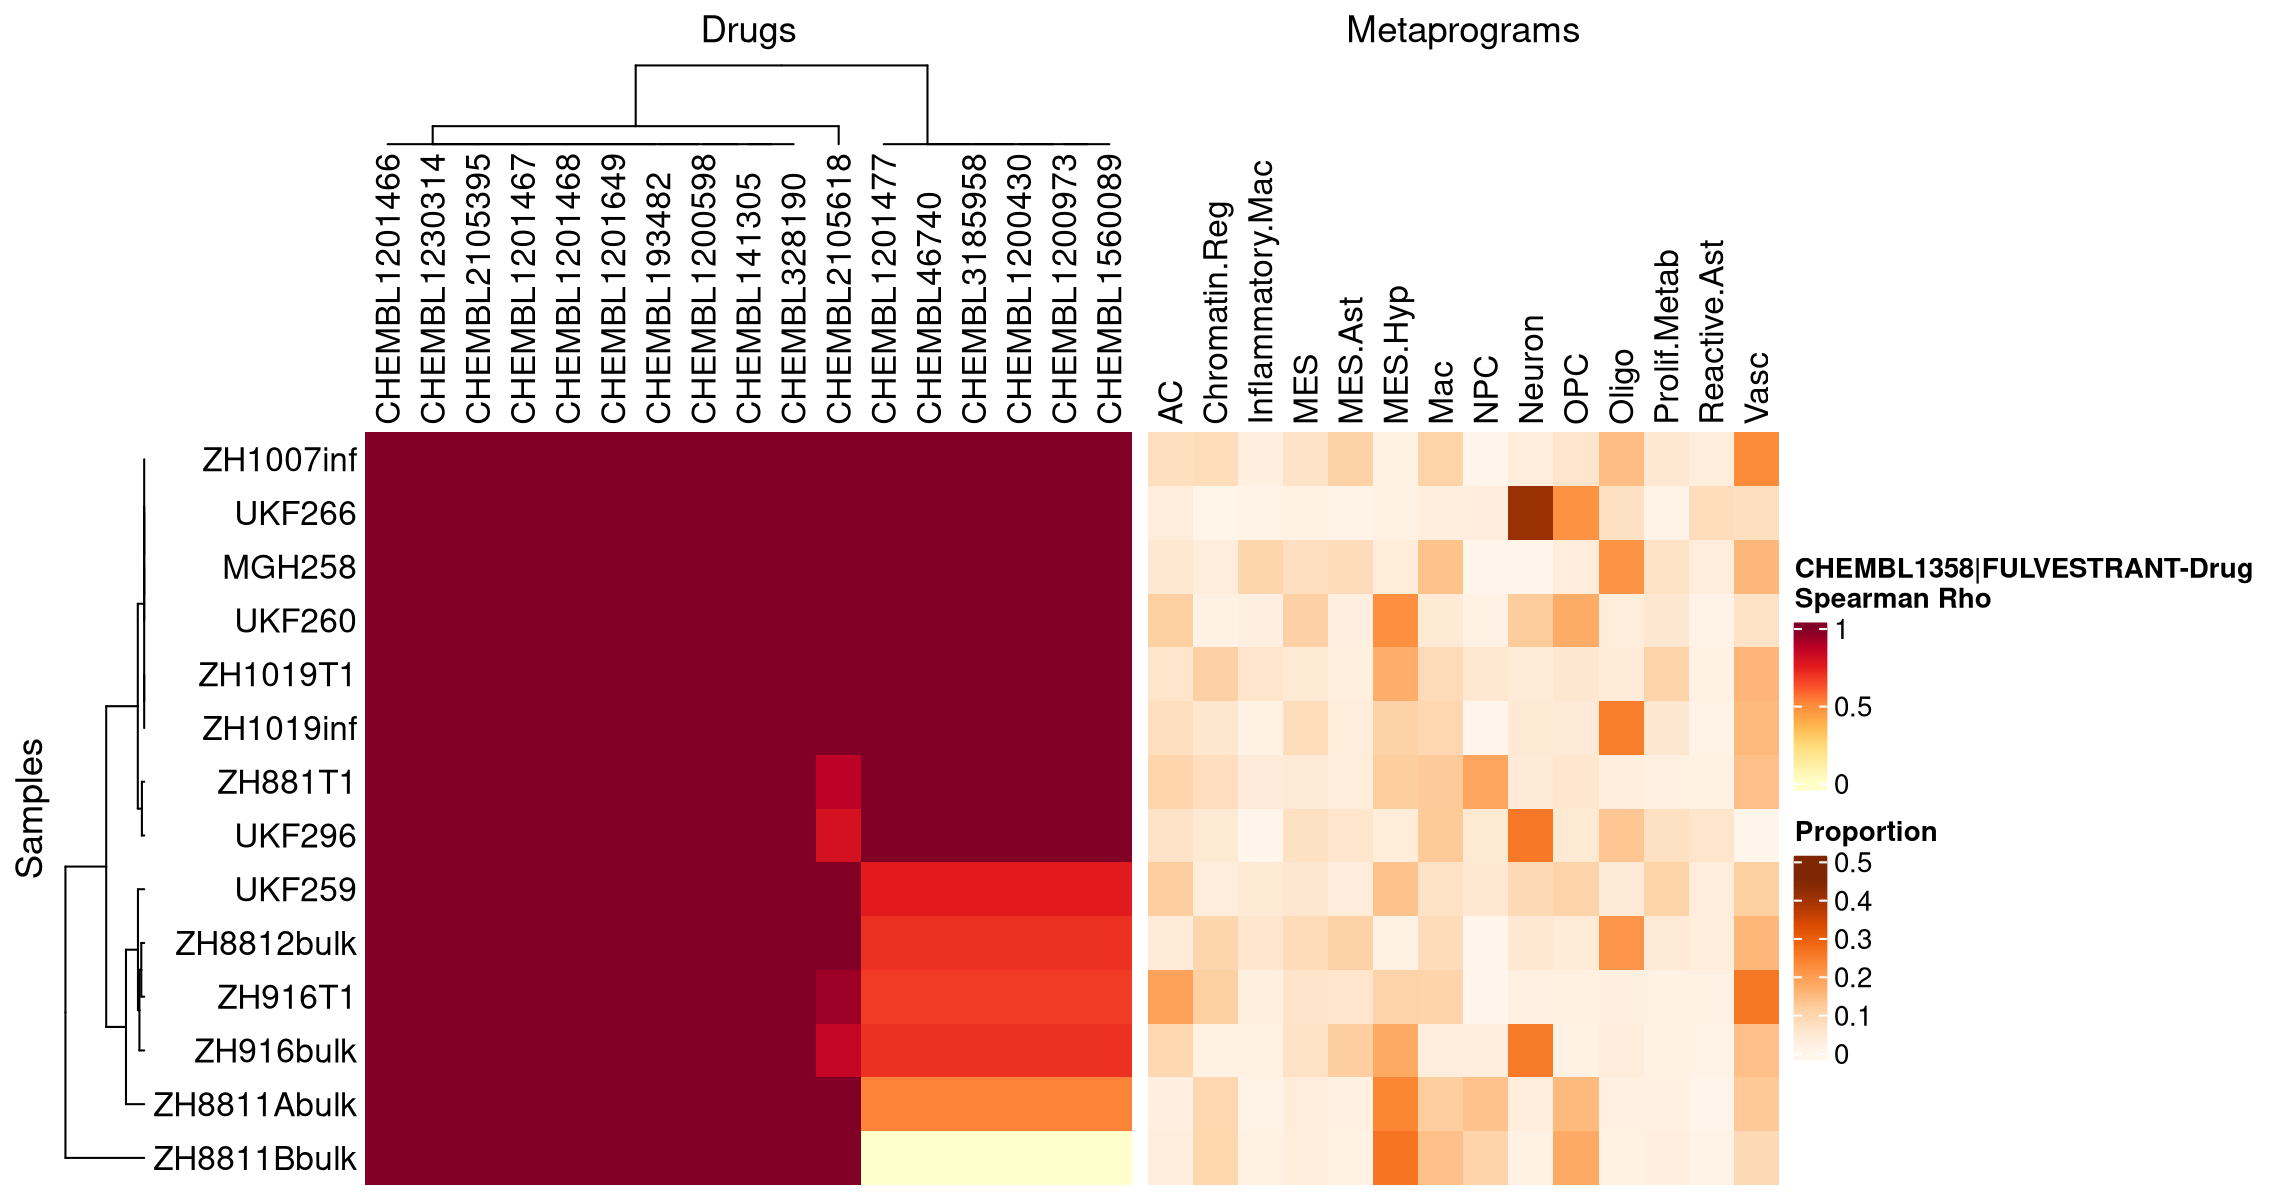 Drugs
Metaprograms
CHEMBL1201466
CHEMBL1230314
CHEMBL2105395
CHEMBL1201467
CHEMBL1201468
CHEMBL1201649
CHEMBL193482
CHEMBL1200598
CHEMBL141305
CHEMBL328190
CHEMBL2105618
CHEMBL1201477
CHEMBL46740
CHEMBL3185958
CHEMBL1200430
CHEMBL1200973
CHEMBL1560089
AC
Chromatin.Reg
Inflammatory.Mac
MES
MES.Ast
MES.Hyp
Mac
NPC
Neuron
OPC
Oligo
Prolif.Metab
Reactive.Ast
Vasc
Samples
ZH1007inf
UKF266
MGH258
UKF260
ZH1019T1
ZH1019inf
ZH881T1
UKF296
UKF259
ZH8812bulk
ZH916T1
ZH916bulk
ZH8811Abulk
ZH8811Bbulk
CHEMBL1358|FULVESTRANT-Drug
Spearman Rho
1
0.5
0
Proportion
0.5
0.4
0.3
0.2
0.1
0